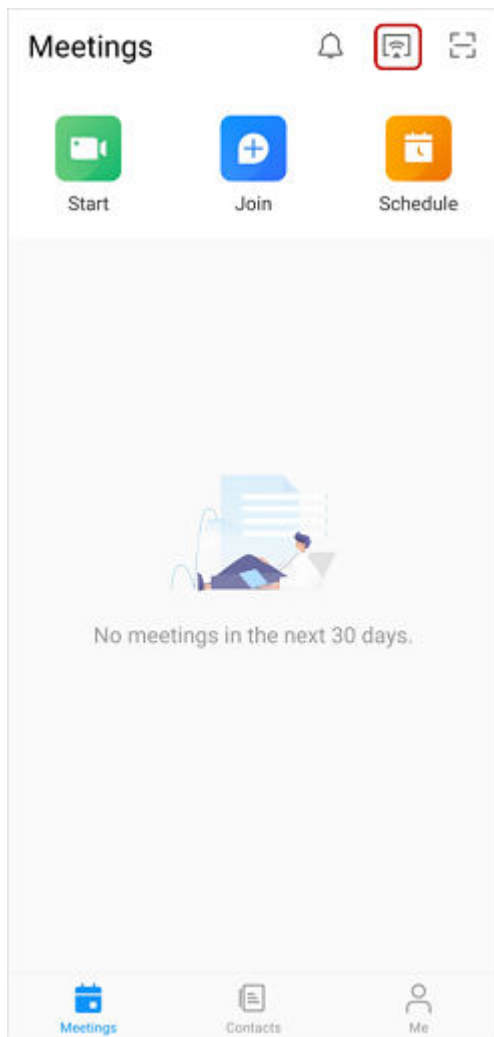 Meetings
Start
Join
Schedule
No meetings in the next 30 days.
Meetings
Contacts
Me